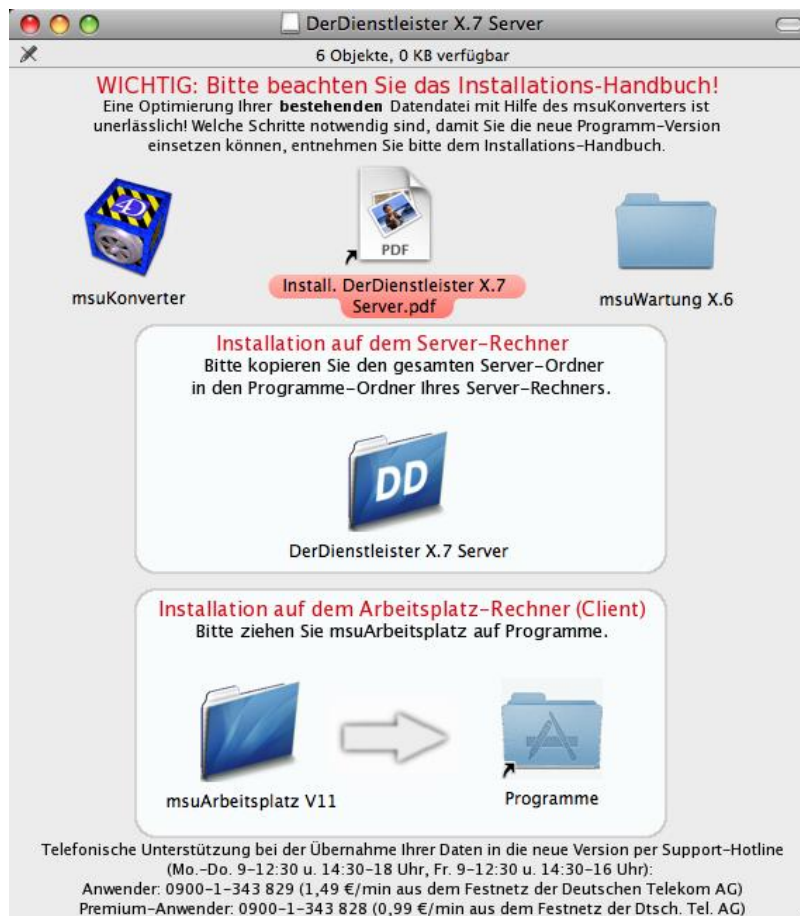 DerDienstleister X.7 Server
6 Objekte, 0 KB verfügbar
WICHTIG: Bitte beachten Sie das Installations-Handbuch!
Eine Optimierung Ihrer bestehenden Datendatei mit Hilfe des msuKonverters ist
unerlässlich! Welche Schritte notwendig sind, damit Sie die neue Programm-Version
einsetzen können, entnehmen Sie bitte dem Installations-Handbuch.
4D
PDF
msuKonverter
Install. DerDienstleister X.7
Server.pdf
msuWartung X.6
Installation auf dem Server-Rechner
Bitte kopieren Sie den gesamten Server-Ordner
in den Programme-Ordner Ihres Server-Rechners.
DD
DerDienstleister X.7 Server
Installation auf dem Arbeitsplatz-Rechner (Client)
Bitte ziehen Sie msuArbeitsplatz auf Programme.
msuArbeitsplatz V11
Programme
Telefonische Unterstützung bei der Übernahme Ihrer Daten in die neue Version per Support-Hotline
(Mo.-Do. 9-12:30 u. 14:30-18 Uhr, Fr. 9-12:30 u. 14:30-16 Uhr):
Anwender: 0900-1-343 829 (1,49 €/min aus dem Festnetz der Deutschen Telekom AG)
Premium-Anwender: 0900-1-343 828 (0,99 €/min aus dem Festnetz der Dtsch. Tel. AG)